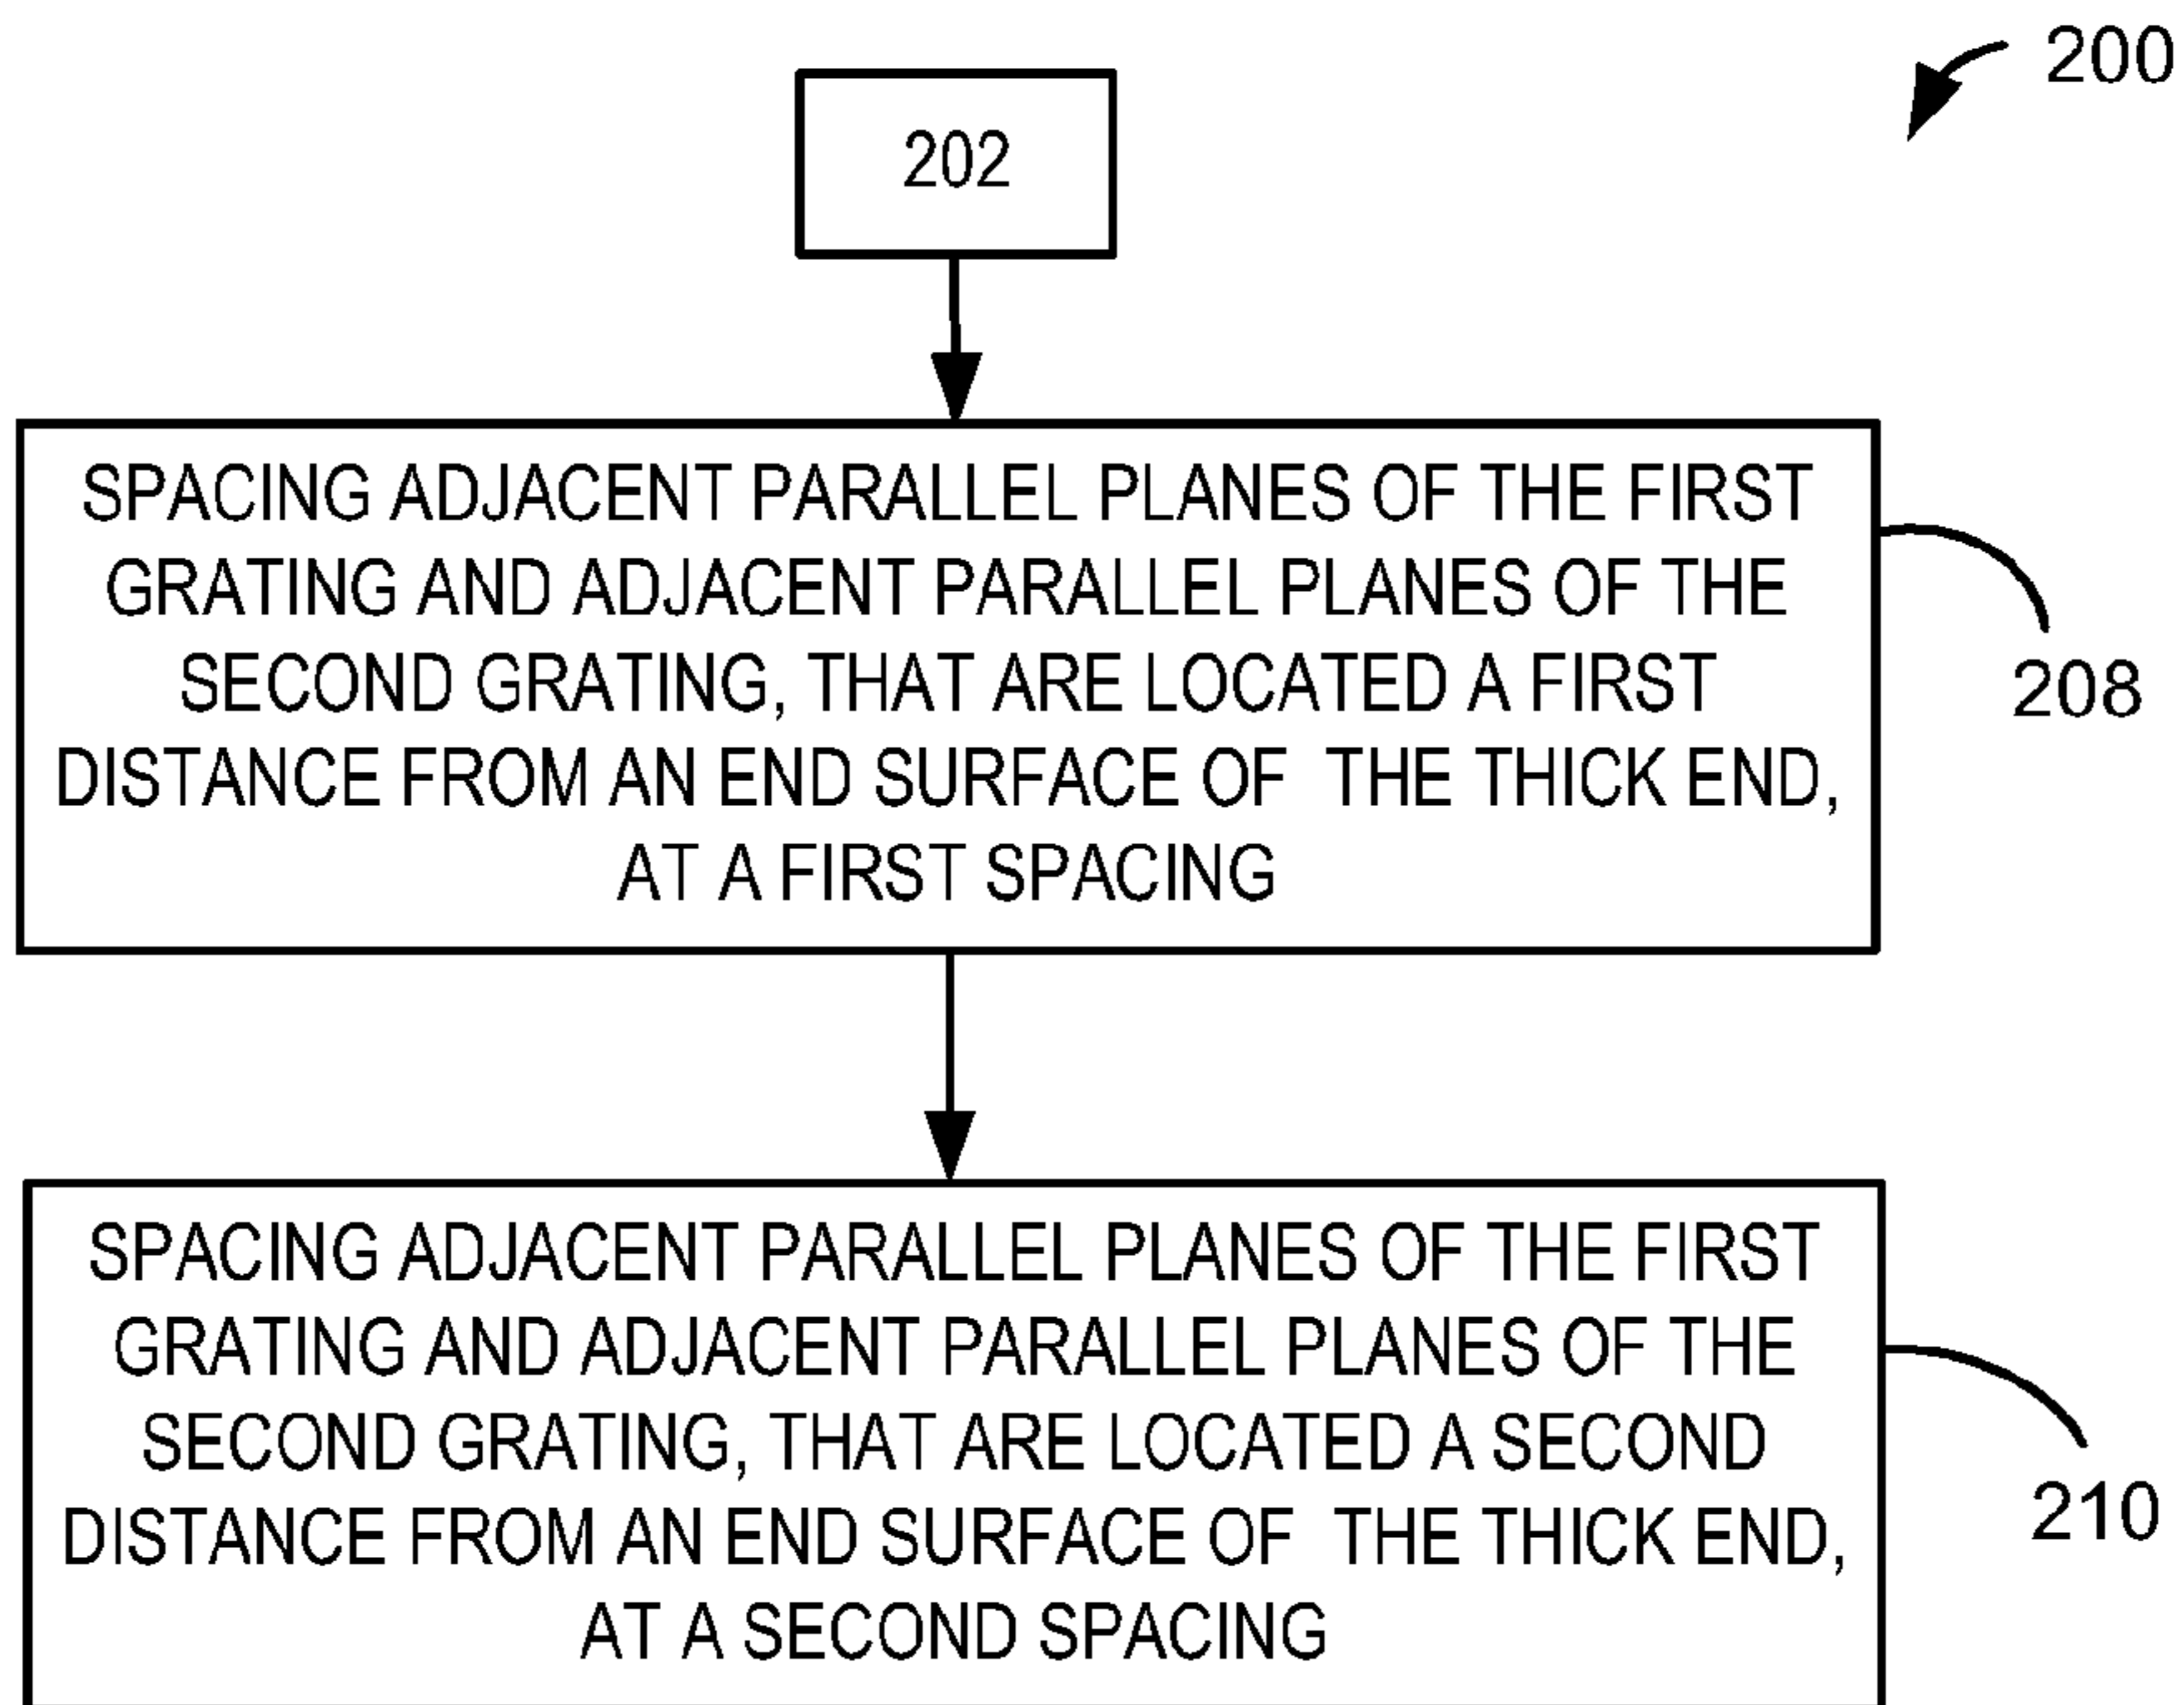 200
202
SPACING ADJACENT PARALLEL PLANES OF THE FIRST
GRATING AND ADJACENT PARALLEL PLANES OF THE
SECOND GRATING, THAT ARE LOCATED A FIRST
DISTANCE FROM AN END SURFACE OF THE THICK END,
AT A FIRST SPACING
208
SPACING ADJACENT PARALLEL PLANES OF THE FIRST
GRATING AND ADJACENT PARALLEL PLANES OF THE
SECOND GRATING, THAT ARE LOCATED A SECOND
DISTANCE FROM AN END SURFACE OF THE THICK END,
AT A SECOND SPACING
210